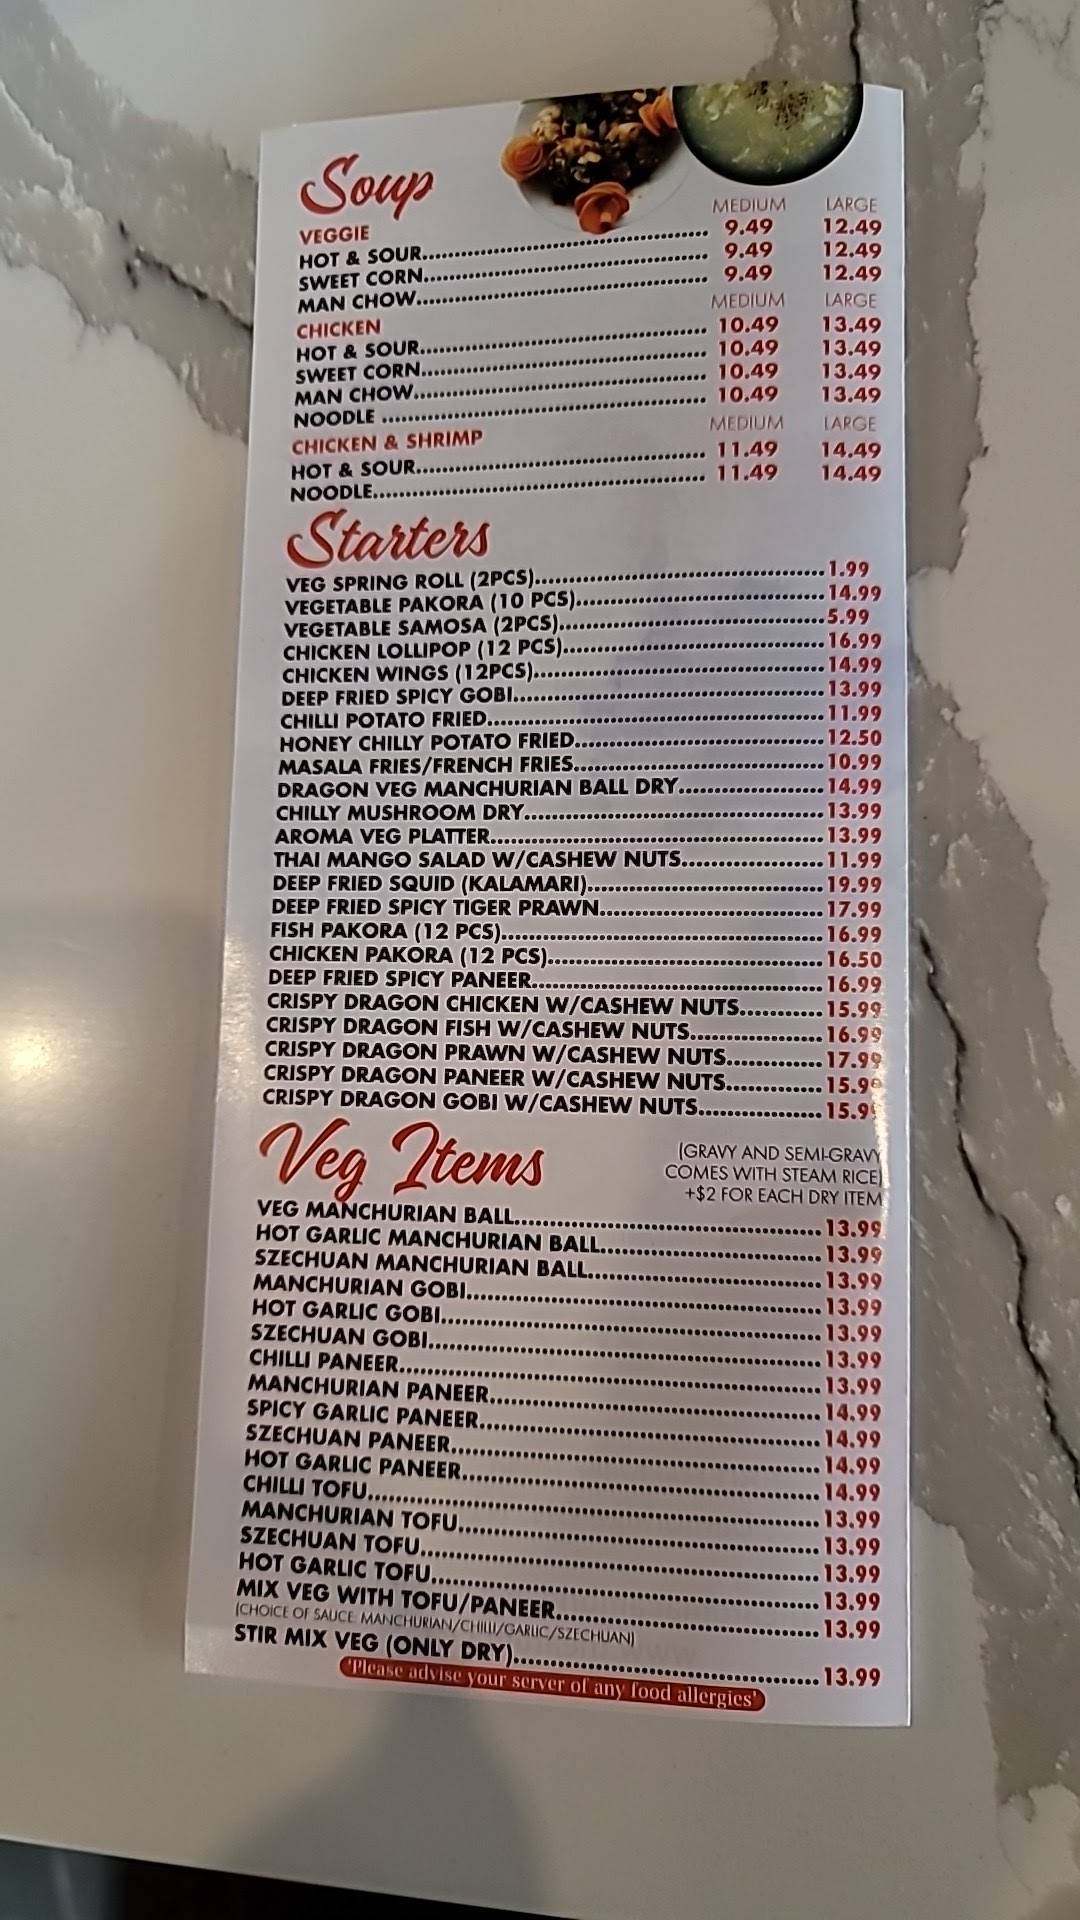 Soup
VEGGIE MEDIUM LARGE
HOT & SOUR 9.49 12.49
SWEET CORN 9.49 12.49
MAN CHOW 9.49 12.49
CHICKEN MEDIUM LARGE
HOT & SOUR 10.49 13.49
SWEET CORN 10.49 13.49
MAN CHOW 10.49 13.49
NOODLE 10.49 13.49
CHICKEN & SHRIMP MEDIUM LARGE
HOT & SOUR 11.49 14.49
NOODLE 11.49 14.49
Starters
VEG SPRING ROLL (2PCS) 1.99
VEGETABLE PAKORA (10 PCS) 14.99
VEGETABLE SAMOSA (2PCS) 5.99
CHICKEN LOLLIPOP (12 PCS) 16.99
CHICKEN WINGS (12PCS) 14.99
DEEP FRIED SPICY GOBI 13.99
CHILLI POTATO FRIED 11.99
HONEY CHILLY POTATO FRIED 12.50
MASALA FRIES/FRENCH FRIES 10.99
DRAGON VEG MANCHURIAN BALL DRY 14.99
CHILLY MUSHROOM DRY 13.99
AROMA VEG PLATTER 13.99
THAI MANGO SALAD W/CASHEW NUTS 11.99
DEEP FRIED SQUID (KALAMARI) 19.99
DEEP FRIED SPICY TIGER PRAWN 17.99
FISH PAKORA (12 PCS) 16.99
CHICKEN PAKORA (12 PCS) 16.50
DEEP FRIED SPICY PANEER 16.99
CRISPY DRAGON CHICKEN W/CASHEW NUTS 15.99
CRISPY DRAGON FISH W/CASHEW NUTS 16.99
CRISPY DRAGON PRAWN W/CASHEW NUTS 17.99
CRISPY DRAGON PANEER W/CASHEW NUTS 15.99
CRISPY DRAGON GOBI W/CASHEW NUTS 15.99
Veg Items
(GRAVY AND SEMI-GRAVY
COMES WITH STEAM RICE)
+$2 FOR EACH DRY ITEM
VEG MANCHURIAN BALL 13.99
HOT GARLIC MANCHURIAN BALL 13.99
SZECHUAN MANCHURIAN BALL 13.99
MANCHURIAN GOBI 13.99
HOT GARLIC GOBI 13.99
SZECHUAN GOBI 13.99
CHILLI PANEER 13.99
MANCHURIAN PANEER 14.99
SPICY GARLIC PANEER 14.99
SZECHUAN PANEER 14.99
HOT GARLIC PANEER 14.99
CHILLI TOFU 13.99
MANCHURIAN TOFU 13.99
SZECHUAN TOFU 13.99
HOT GARLIC TOFU 13.99
MIX VEG WITH TOFU/PANEER 13.99
(CHOICE OF SAUCE: MANCHURIAN/CHILLI/GARLIC/SZECHUAN)
STIR MIX VEG (ONLY DRY) 13.99
'Please advise your server of any food allergies'